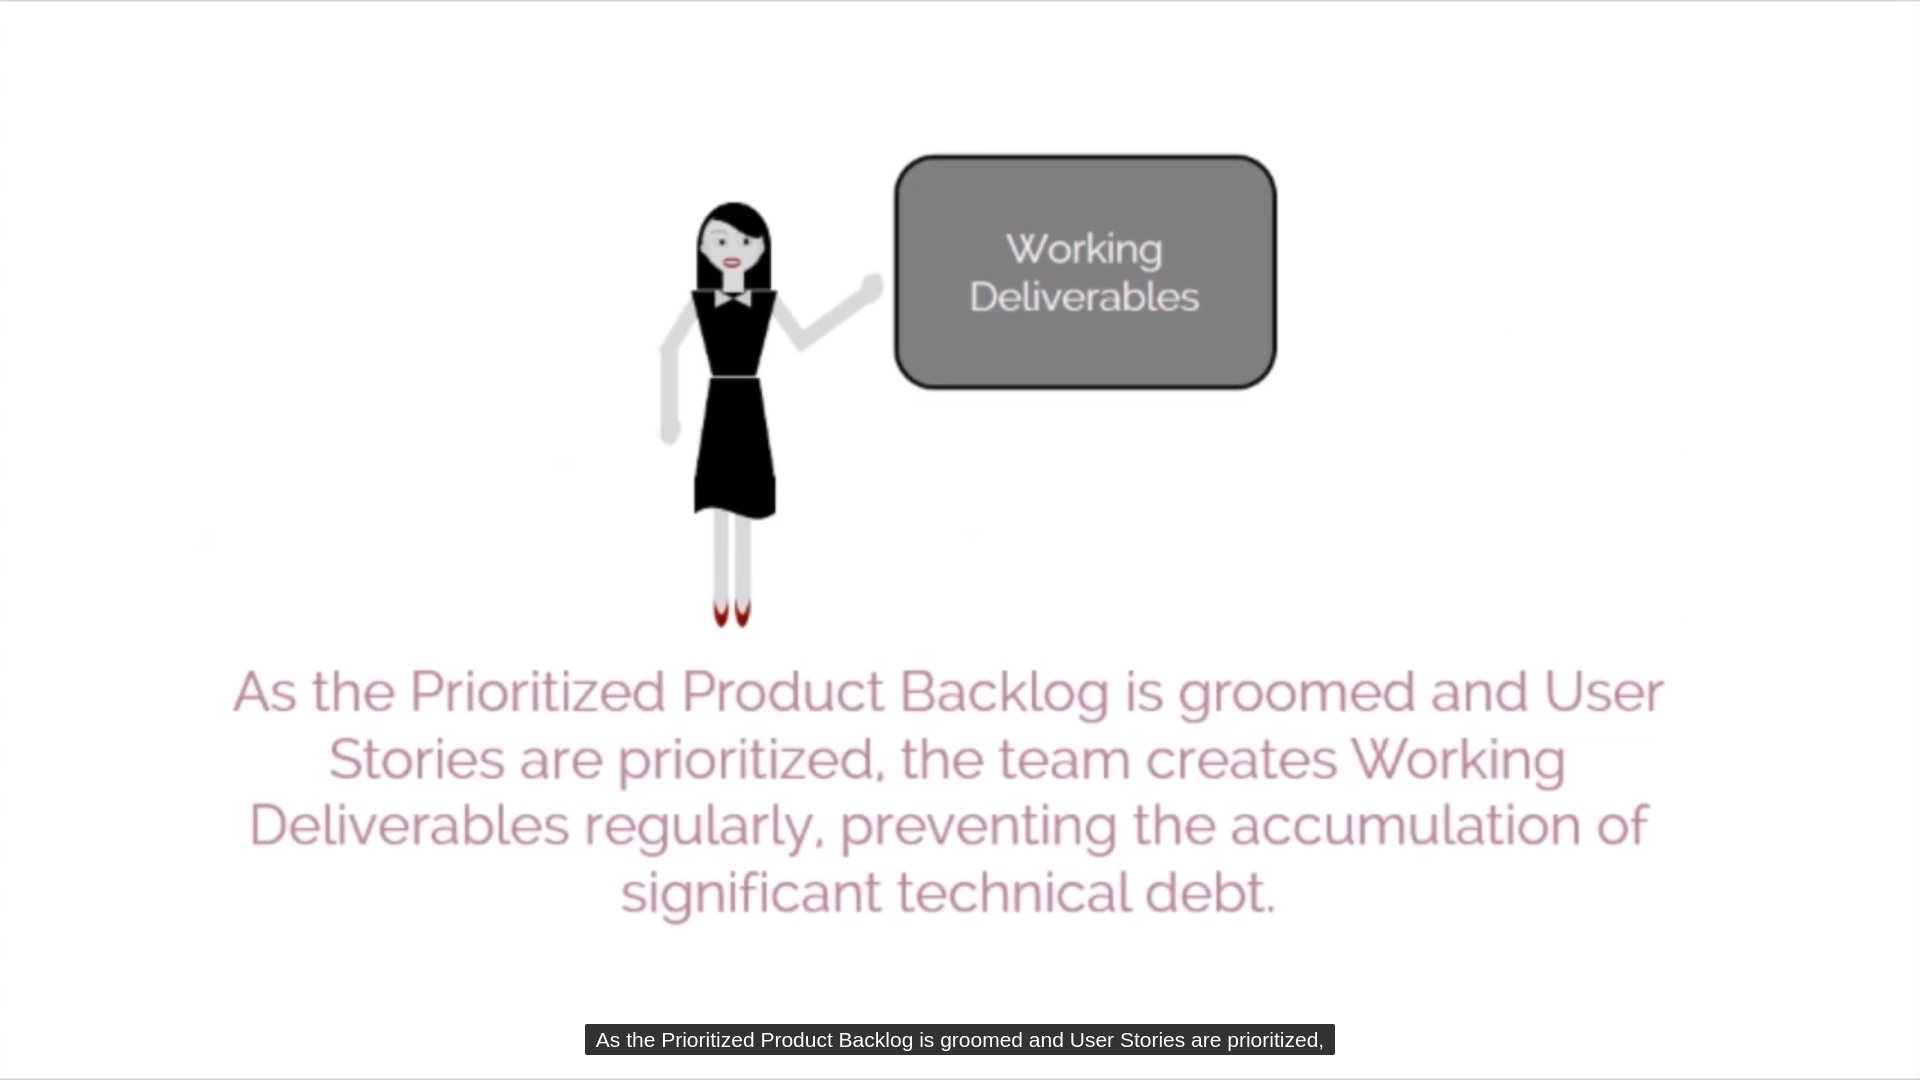 Working
Deliverables
As the Prioritized Product Backlog is groomed and User
Stories are prioritized, the team creates Working
Deliverables regularly, preventing the accumulation of
significant technical debt.
As the Prioritized Product Backlog is groomed and User Stories are prioritized,